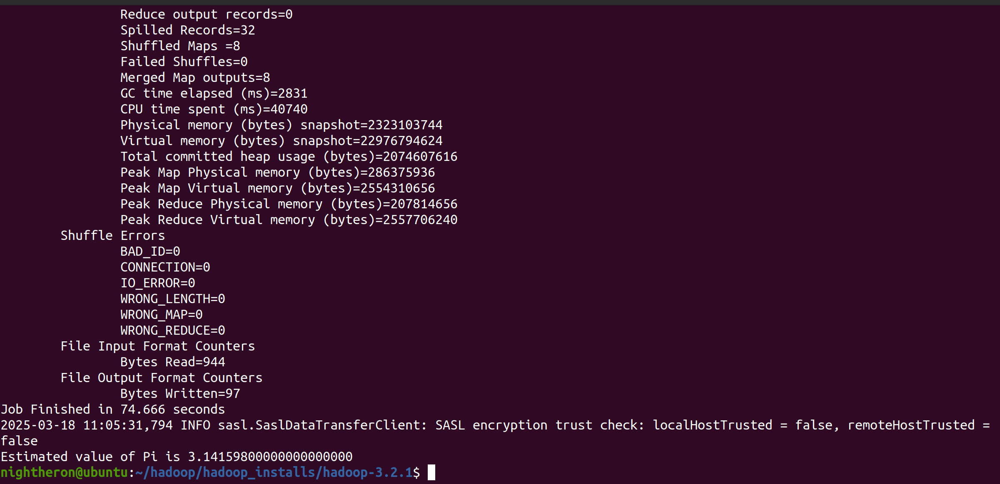 Reduce output records=0
Spilled Records=32
Shuffled Maps =8
Failed Shuffles=0
Merged Map outputs=8
GC time elapsed (ms)=2831
CPU time spent (ms)=40740
Physical memory (bytes) snapshot=2323103744
Virtual memory (bytes) snapshot=22976794624
Total committed heap usage (bytes)=2074607616
Peak Map Physical memory (bytes)=286375936
Peak Map Virtual memory (bytes)=2554310656
Peak Reduce Physical memory (bytes)=207814656
Peak Reduce Virtual memory (bytes)=2557706240
Shuffle Errors
BAD_ID=0
CONNECTION=0
IO_ERROR=0
WRONG_LENGTH=0
WRONG_MAP=0
WRONG_REDUCE=0
File Input Format Counters
Bytes Read=944
File Output Format Counters
Bytes Written=97
Job Finished in 74.666 seconds
2025-03-18 11:05:31,794 INFO sasl.SaslDataTransferClient: SASL encryption trust check: localHostTrusted = false, remoteHostTrusted =
false
Estimated value of Pi is 3.14159800000000000000
nightheron@ubuntu:~/hadoop/hadoop_installs/hadoop-3.2.1$